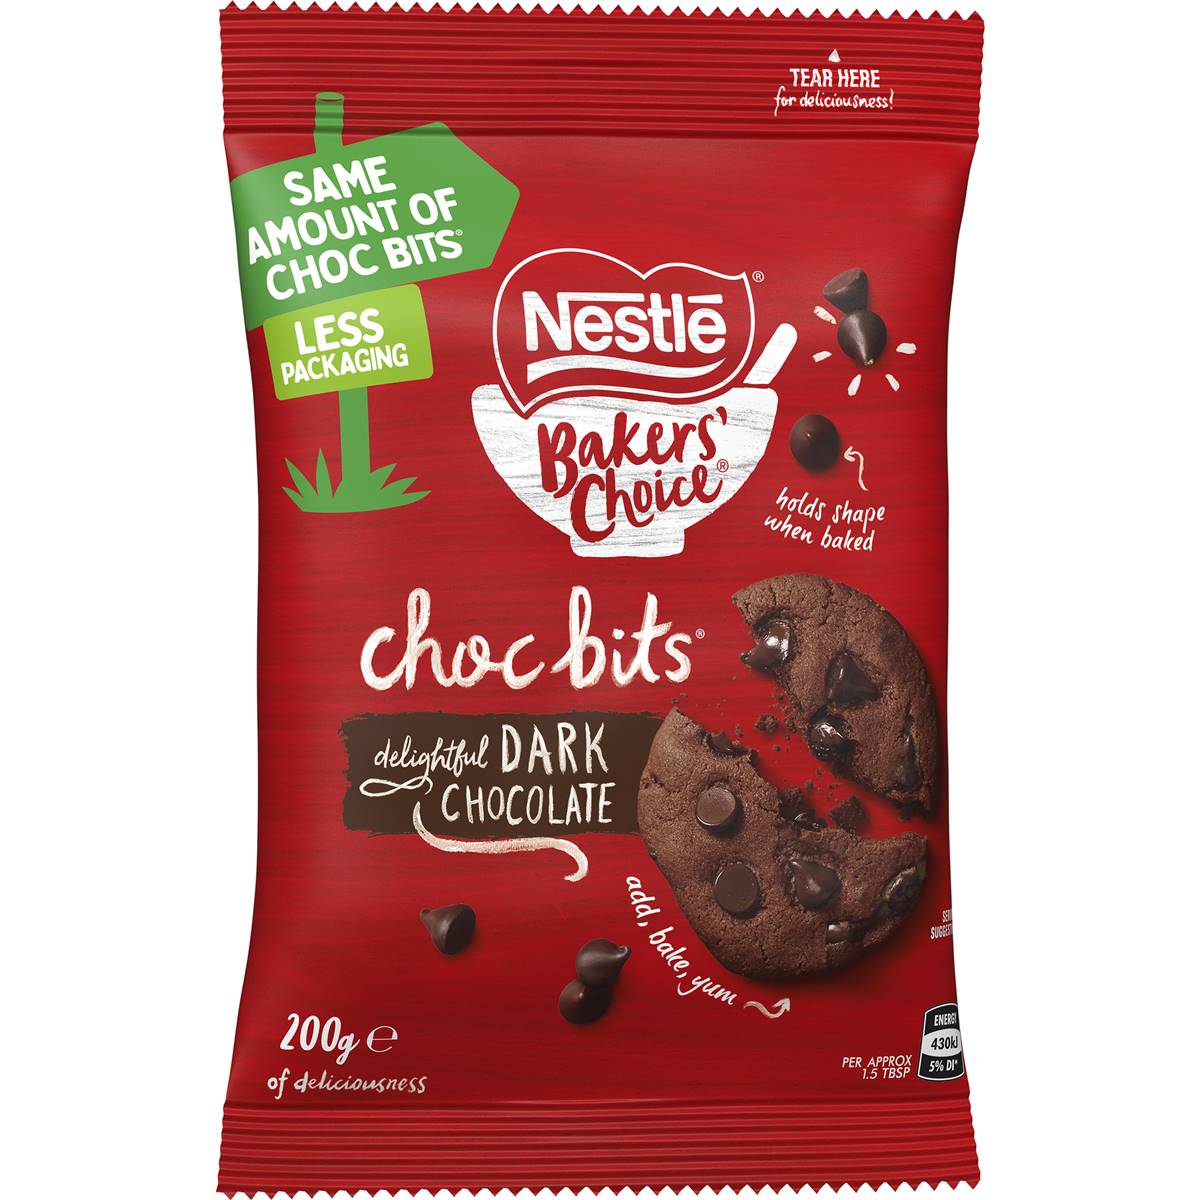 TEAR HERE
for deliciousness!
SAME
AMOUNT OF
CHOC BITS®
LESS
PACKAGING
Nestlé®
Bakers'
Choice®
holds shape
when baked
choc bits®
delightful DARK
CHOCOLATE
add, bake, yum
200g ℮
of deliciousness
PER APPROX
1.5 TBSP
ENERGY
430kJ
5% DI*